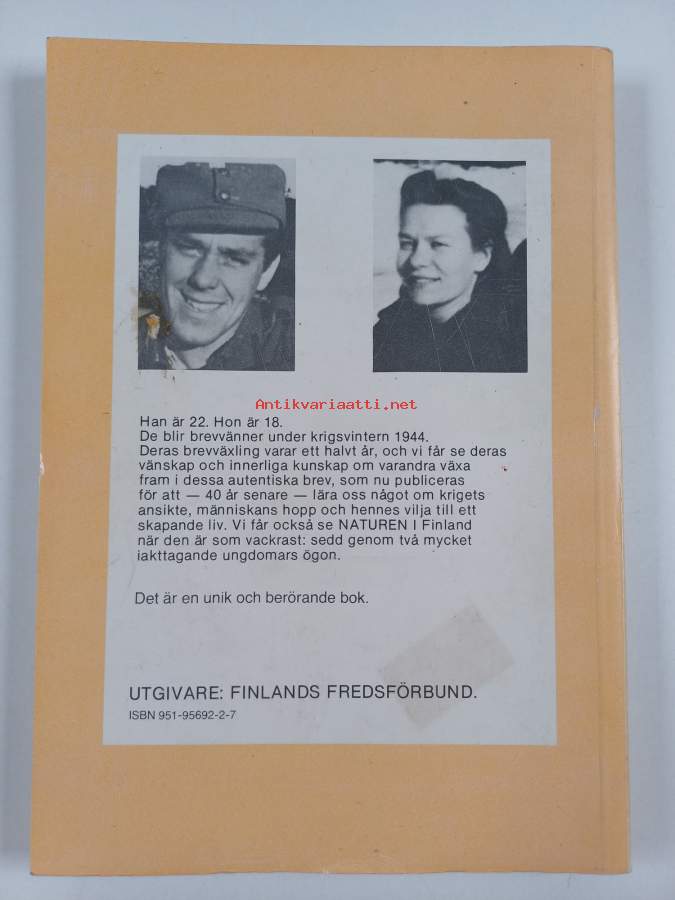 Antikvariaatti.net
Han är 22. Hon är 18.
De blir brevvänner under krigsvintern 1944.
Deras brevväxling varar ett halvt år, och vi får se deras
vänskap och innerliga kunskap om varandra växa
fram i dessa autentiska brev, som nu publiceras
för att — 40 år senare — lära oss något om krigets
ansikte, människans hopp och hennes vilja till ett
skapande liv. Vi får också se NATUREN I Finland
när den är som vackrast: sedd genom två mycket
iakttagande ungdomars ögon.
Det är en unik och berörande bok.
UTGIVARE: FINLANDS FREDSFÖRBUND.
ISBN 951-95692-2-7